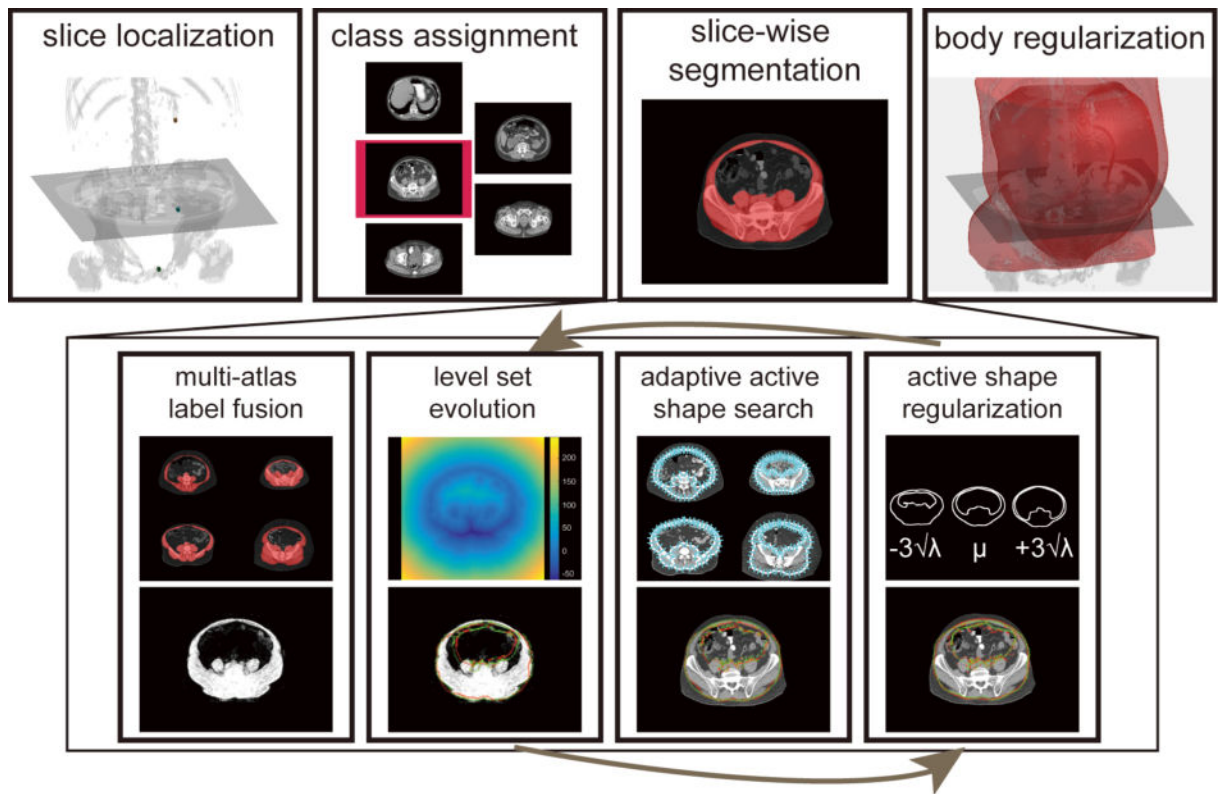 slice localization
class assignment
slice-wise
segmentation
body regularization
multi-atlas
label fusion
level set
evolution
200
150
100
50
0
-50
adaptive active
shape search
active shape
regularization
-3√λ μ +3√λ